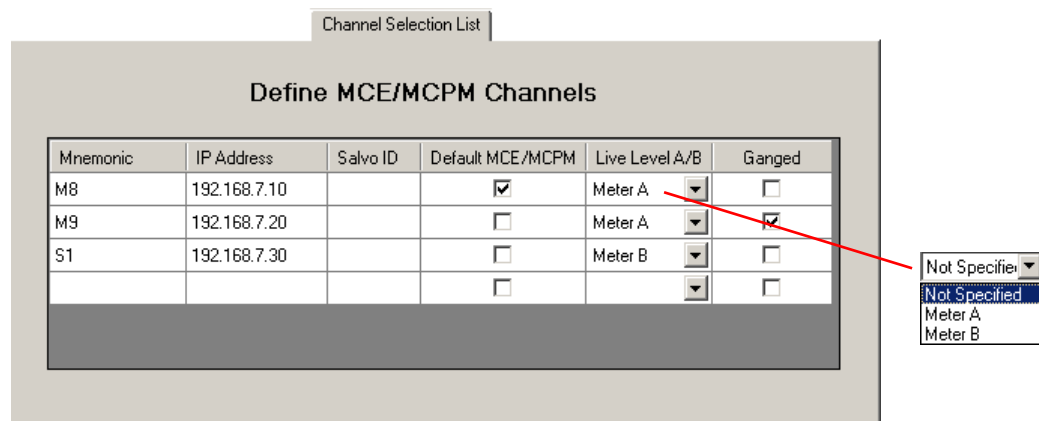 Channel Selection List
Define MCE/MCPM Channels
Mnemonic IP Address Salvo ID Default MCE/MCPM Live Level A/B Ganged
M8 192.168.7.10 Meter A
M9 192.168.7.20 Meter A
S1 192.168.7.30 Meter B
Not Specifie
Not Specified
Meter A
Meter B